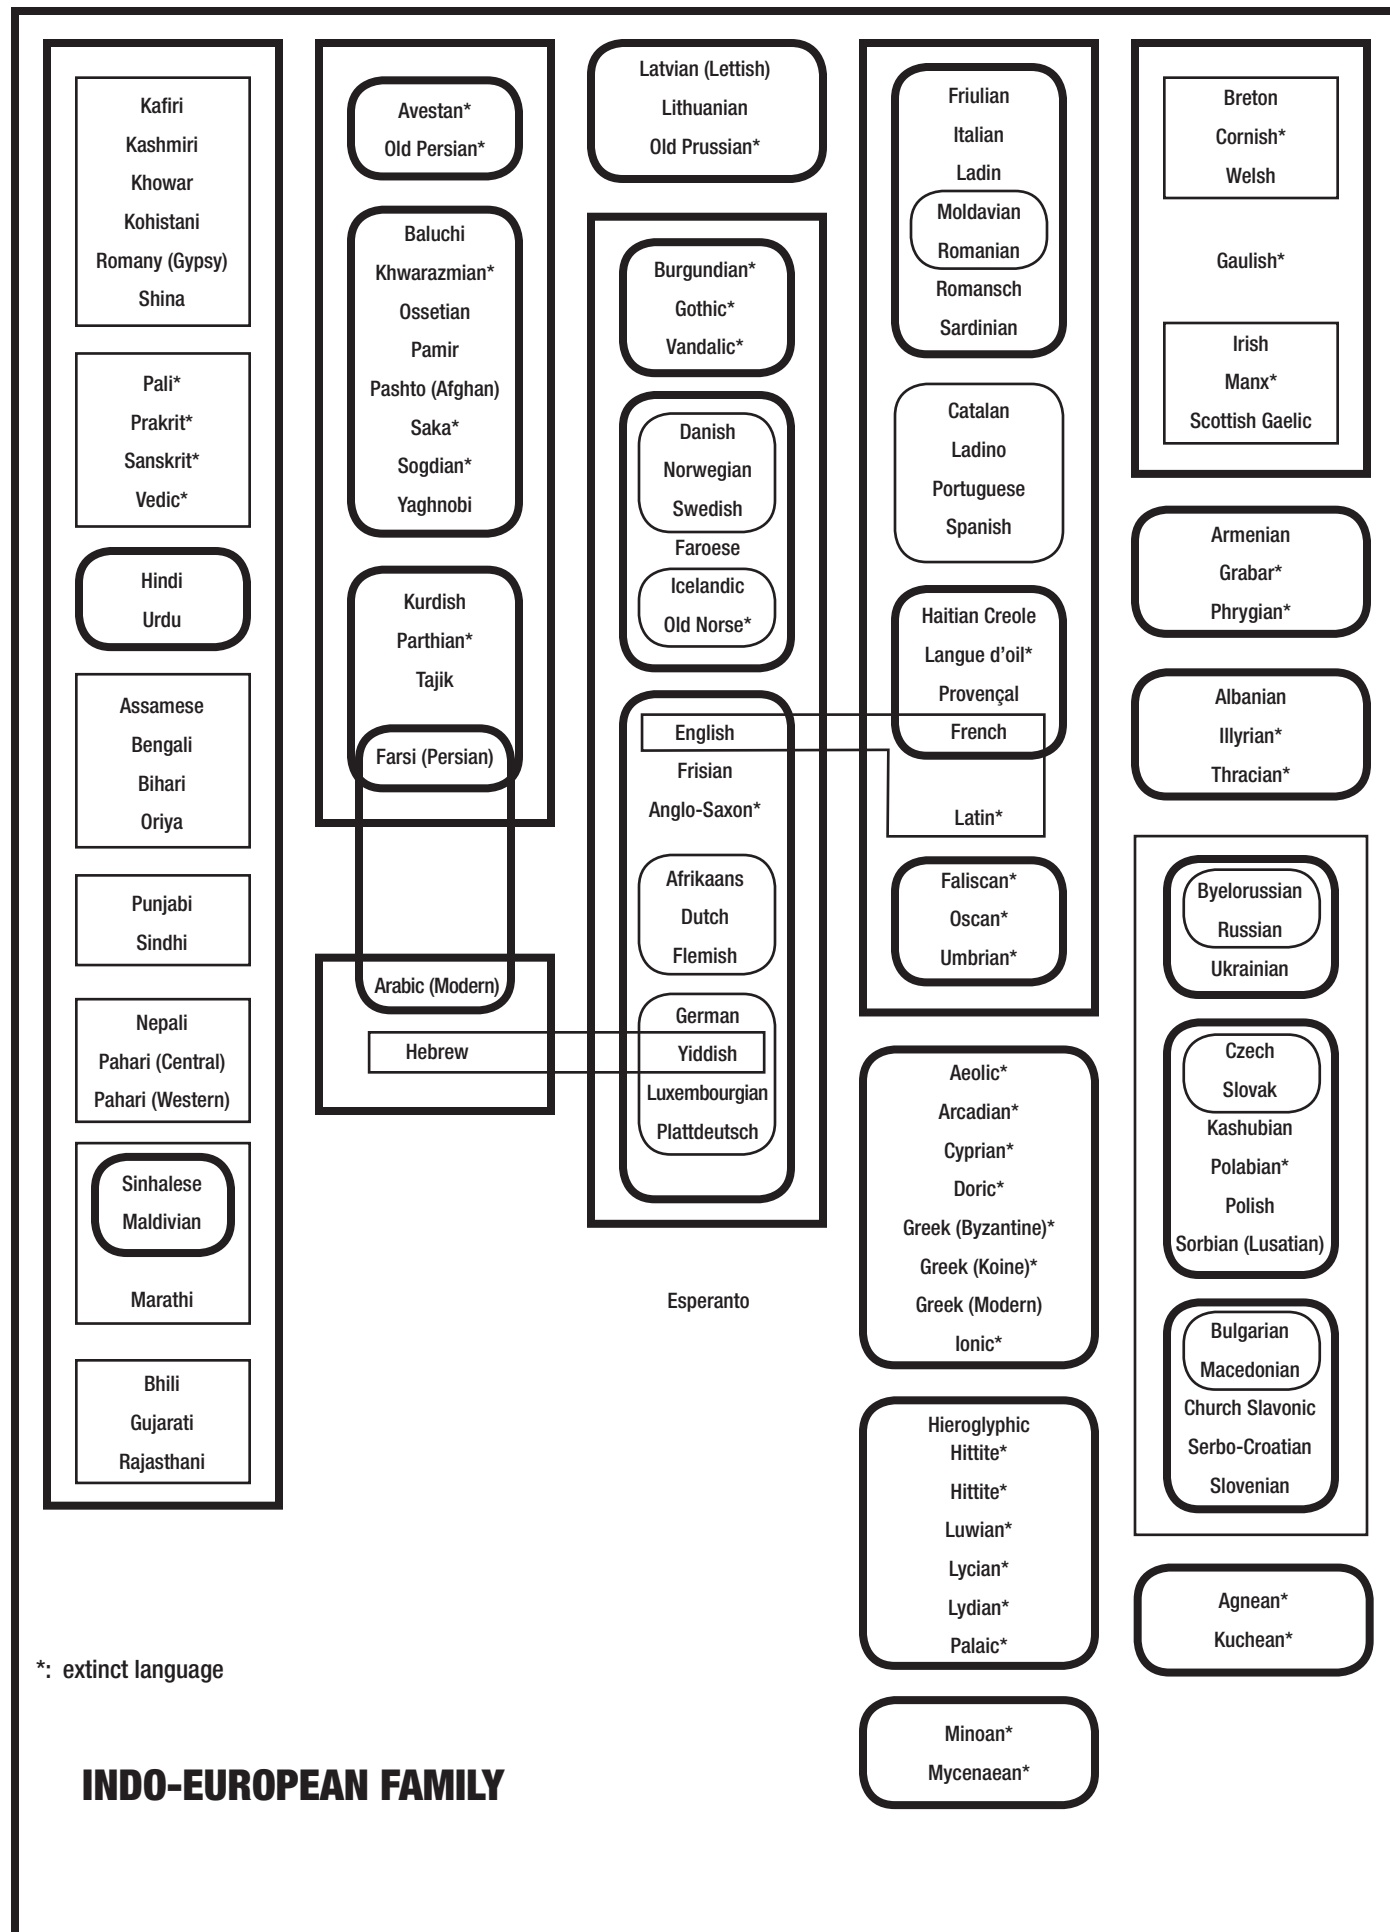 Kafiri
Kashmiri
Khowar
Kohistani
Romany (Gypsy)
Shina
Pali*
Prakrit*
Sanskrit*
Vedic*
Hindi
Urdu
Assamese
Bengali
Bihari
Oriya
Punjabi
Sindhi
Nepali
Pahari (Central)
Pahari (Western)
Sinhalese
Maldivian
Marathi
Bhili
Gujarati
Rajasthani
Avestan*
Old Persian*
Baluchi
Khwarazmian*
Ossetian
Pamir
Pashto (Afghan)
Saka*
Sogdian*
Yaghnobi
Kurdish
Parthian*
Tajik
Farsi (Persian)
Arabic (Modern)
Hebrew
Latvian (Lettish)
Lithuanian
Old Prussian*
Burgundian*
Gothic*
Vandalic*
Danish
Norwegian
Swedish
Faroese
Icelandic
Old Norse*
English
Frisian
Anglo-Saxon*
Afrikaans
Dutch
Flemish
German
Yiddish
Luxembourgian
Plattdeutsch
Esperanto
Friulian
Italian
Ladin
Moldavian
Romanian
Romansch
Sardinian
Catalan
Ladino
Portuguese
Spanish
Haitian Creole
Langue d'oil*
Provençal
French
Latin*
Faliscan*
Oscan*
Umbrian*
Aeolic*
Arcadian*
Cyprian*
Doric*
Greek (Byzantine)*
Greek (Koine)*
Greek (Modern)
Ionic*
Hieroglyphic
Hittite*
Hittite*
Luwian*
Lycian*
Lydian*
Palaic*
Minoan*
Mycenaean*
Breton
Cornish*
Welsh
Gaulish*
Irish
Manx*
Scottish Gaelic
Armenian
Grabar*
Phrygian*
Albanian
Illyrian*
Thracian*
Byelorussian
Russian
Ukrainian
Czech
Slovak
Kashubian
Polabian*
Polish
Sorbian (Lusatian)
Bulgarian
Macedonian
Church Slavonic
Serbo-Croatian
Slovenian
Agnean*
Kuchean*
*: extinct language
INDO-EUROPEAN FAMILY